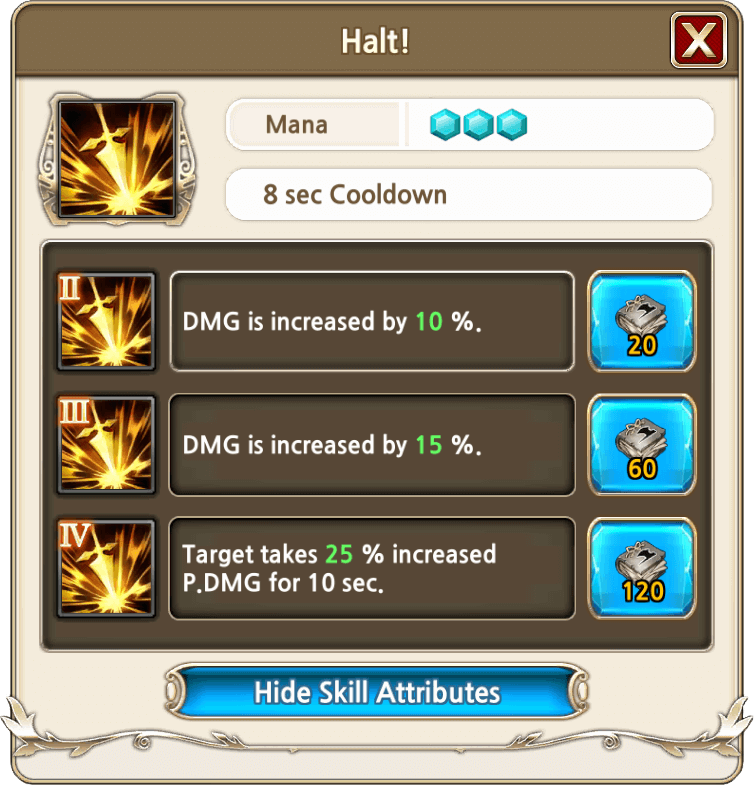 Halt!
X
Mana
8 sec Cooldown
II
DMG is increased by 10 %.
20
III
DMG is increased by 15 %.
60
IV
Target takes 25 % increased
P.DMG for 10 sec.
120
Hide Skill Attributes